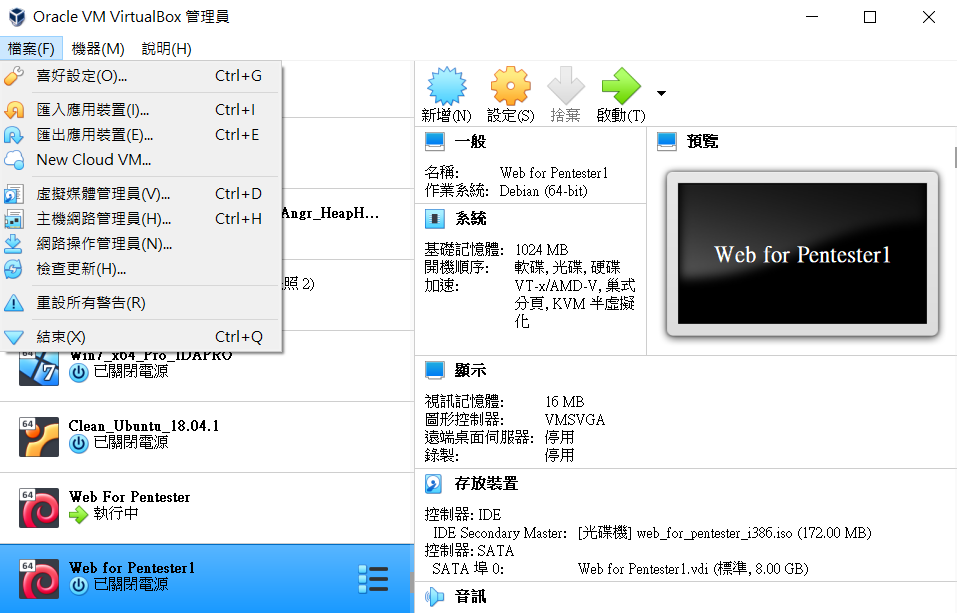 Oracle VM VirtualBox 管理員
檔案(F) 機器(M) 說明(H)
喜好設定(O)... Ctrl+G
匯入應用裝置(I)... Ctrl+I
匯出應用裝置(E)... Ctrl+E
New Cloud VM...
虛擬媒體管理員(V)... Ctrl+D
主機網路管理員(H)... Ctrl+H
網路操作管理員(N)...
檢查更新(H)...
重設所有警告(R)
結束(X) Ctrl+Q
Angr_HeapH...
照 2)
64
Win7_x64_Pro_IDAPRO
已關閉電源
64
Clean_Ubuntu_18.04.1
已關閉電源
64
Web For Pentester
執行中
64
Web for Pentester1
已關閉電源
新增(N) 設定(S) 捨棄 啟動(T)
一般
名稱: Web for Pentester1
作業系統: Debian (64-bit)
系統
基礎記憶體: 1024 MB
開機順序: 軟碟, 光碟, 硬碟
加速: VT-x/AMD-V, 巢式
分頁, KVM 半虛擬
化
預覽
Web for Pentester1
顯示
視訊記憶體: 16 MB
圖形控制器: VMSVGA
遠端桌面伺服器: 停用
錄製: 停用
存放裝置
控制器: IDE
IDE Secondary Master: [光碟機] web_for_pentester_i386.iso (172.00 MB)
控制器: SATA
SATA 埠 0: Web for Pentester1.vdi (標準, 8.00 GB)
音訊